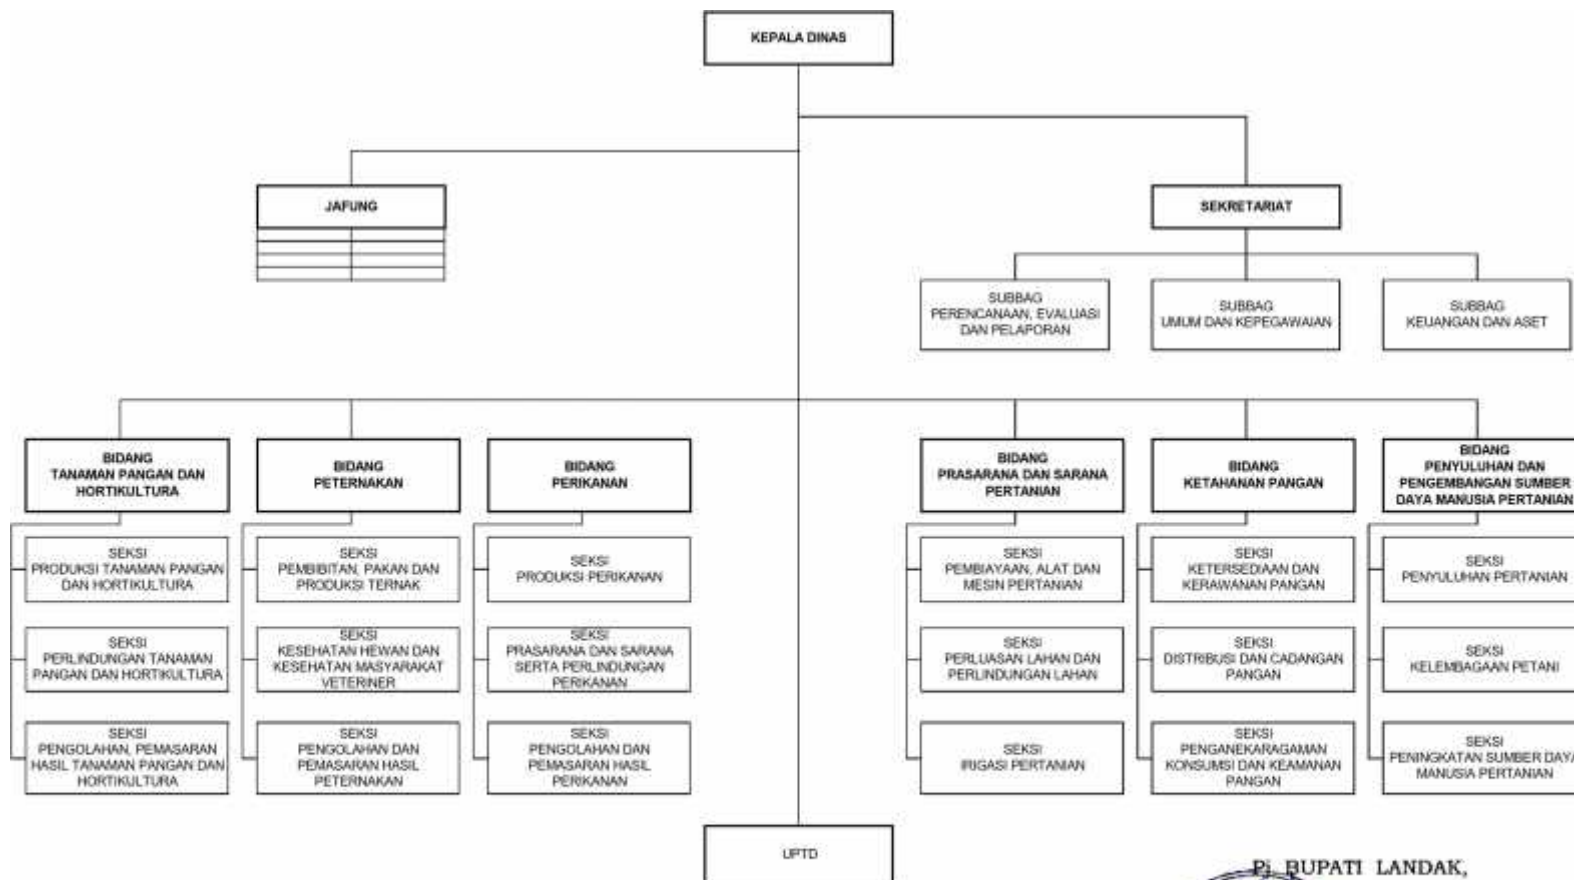 KEPALA DINAS
JAFUNG
SEKRETARIAT
SUBBAG
PERENCANAAN, EVALUASI
DAN PELAPORAN
SUBBAG
UMUM DAN KEPEGAWAIAN
SUBBAG
KEUANGAN DAN ASET
BIDANG
TANAMAN PANGAN DAN
HORTIKULTURA
BIDANG
PETERNAKAN
BIDANG
PERIKANAN
BIDANG
PRASARANA DAN SARANA
PERTANIAN
BIDANG
KETAHANAN PANGAN
BIDANG
PENYULUHAN DAN
PENGEMBANGAN SUMBER
DAYA MANUSIA PERTANIAN
SEKSI
PRODUKSI TANAMAN PANGAN
DAN HORTIKULTURA
SEKSI
PEMBIBITAN, PAKAN DAN
PRODUKSI TERNAK
SEKSI
PRODUKSI PERIKANAN
SEKSI
PEMBIAYAAN, ALAT DAN
MESIN PERTANIAN
SEKSI
KETERSEDIAAN DAN
KERAWANAN PANGAN
SEKSI
PENYULUHAN PERTANIAN
SEKSI
PERLINDUNGAN TANAMAN
PANGAN DAN HORTIKULTURA
SEKSI
KESEHATAN HEWAN DAN
KESEHATAN MASYARAKAT
VETERINER
SEKSI
PRASARANA DAN SARANA
SERTA PERLINDUNGAN
PERIKANAN
SEKSI
PERLUASAN LAHAN DAN
PERLINDUNGAN LAHAN
SEKSI
DISTRIBUSI DAN CADANGAN
PANGAN
SEKSI
KELEMBAGAAN PETANI
SEKSI
PENGOLAHAN, PEMASARAN
HASIL TANAMAN PANGAN DAN
HORTIKULTURA
SEKSI
PENGOLAHAN DAN
PEMASARAN HASIL
PETERNAKAN
SEKSI
PENGOLAHAN DAN
PEMASARAN HASIL
PERIKANAN
SEKSI
IRIGASI PERTANIAN
SEKSI
PENGANEKARAGAMAN
KONSUMSI DAN KEAMANAN
PANGAN
SEKSI
PENINGKATAN SUMBER DAYA
MANUSIA PERTANIAN
UPTD
Pj. BUPATI LANDAK,